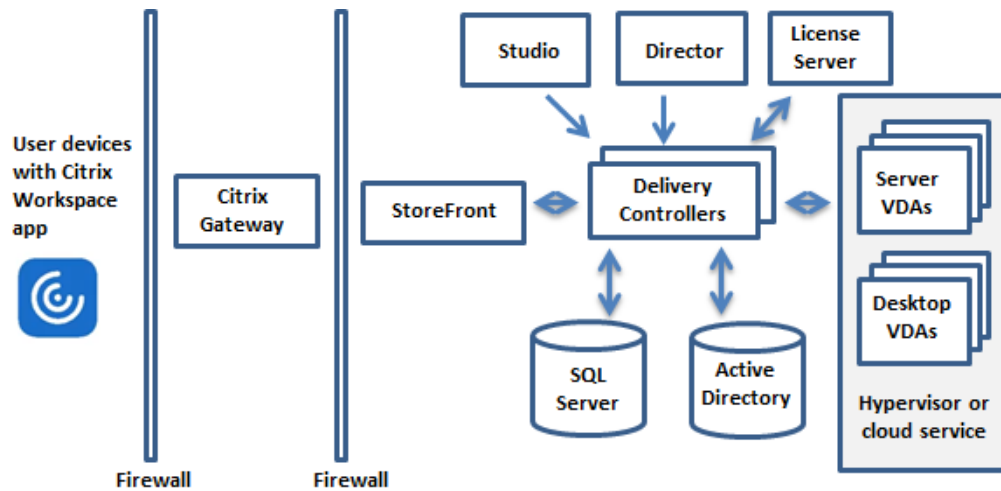 User devices
with Citrix
Workspace
app
Firewall
Citrix
Gateway
Firewall
StoreFront
Studio
Director
License
Server
Delivery
Controllers
SQL
Server
Active
Directory
Server
VDAs
Desktop
VDAs
Hypervisor or
cloud service